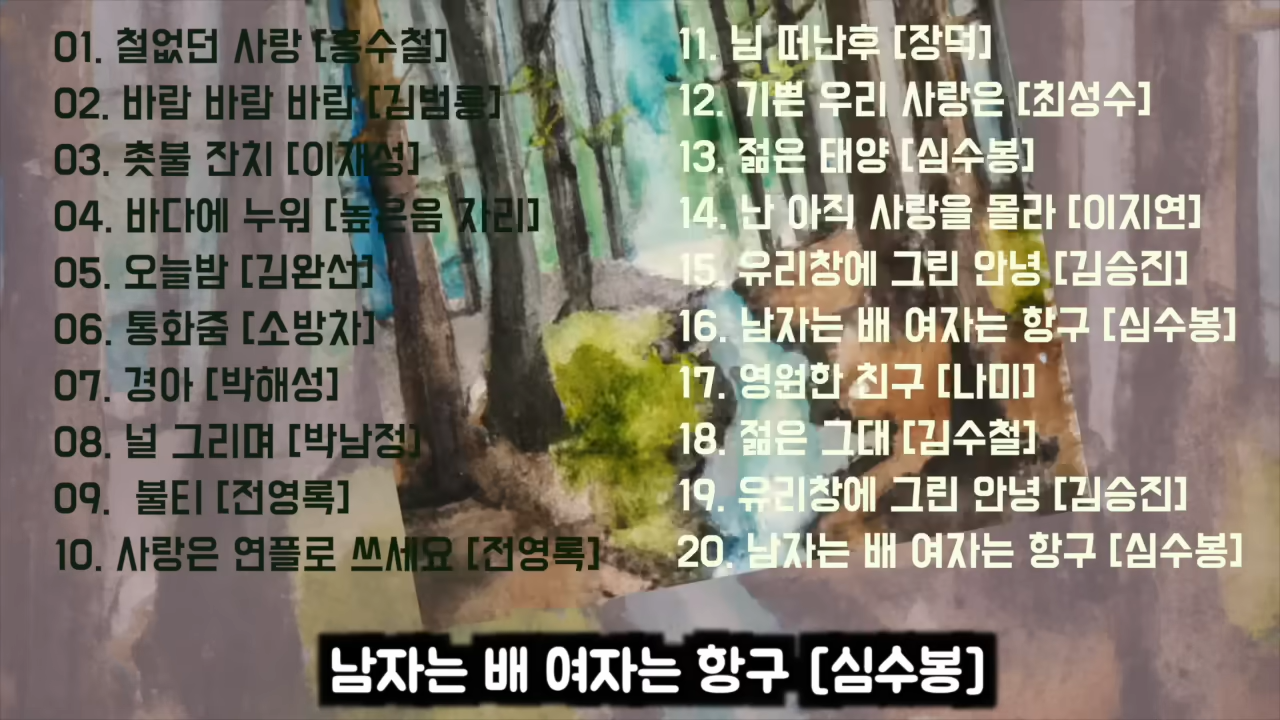 01. 철없던 사랑 [홍수철]
02. 바람 바람 바람 [김범룡]
03. 촛불 잔치 [이재성]
04. 바다에 누워 [높은음 자리]
05. 오늘밤 [김완선]
06. 통화중 [소방차]
07. 경아 [박해성]
08. 널 그리며 [박남정]
09. 불티 [전영록]
10. 사랑은 연필로 쓰세요 [전영록]
11. 님 떠난후 [장덕]
12. 기쁜 우리 사랑은 [최성수]
13. 젊은 태양 [심수봉]
14. 난 아직 사랑을 몰라 [이지연]
15. 유리창에 그린 안녕 [김승진]
16. 남자는 배 여자는 항구 [심수봉]
17. 영원한 친구 [나미]
18. 젊은 그대 [김수철]
19. 유리창에 그린 안녕 [김승진]
20. 남자는 배 여자는 항구 [심수봉]
남자는 배 여자는 항구 [심수봉]